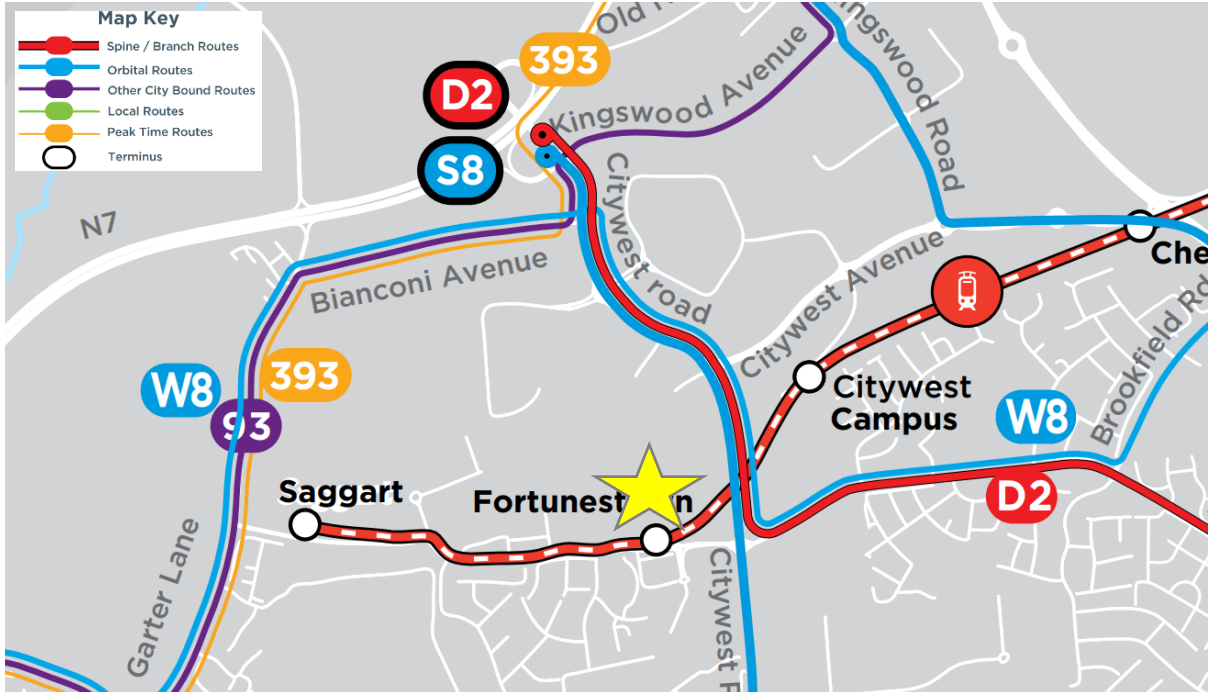 Map Key
Spine / Branch Routes
Orbital Routes
Other City Bound Routes
Local Routes
Peak Time Routes
Terminus
Old
393
Kingswood Avenue
Kingswood Road
D2
S8
Citywest road
N7
Bianconi Avenue
Citywest Avenue
Che
Brookfield Rd
W8
393
93
Citywest
Campus
W8
D2
Saggart
Garter Lane
Citywest